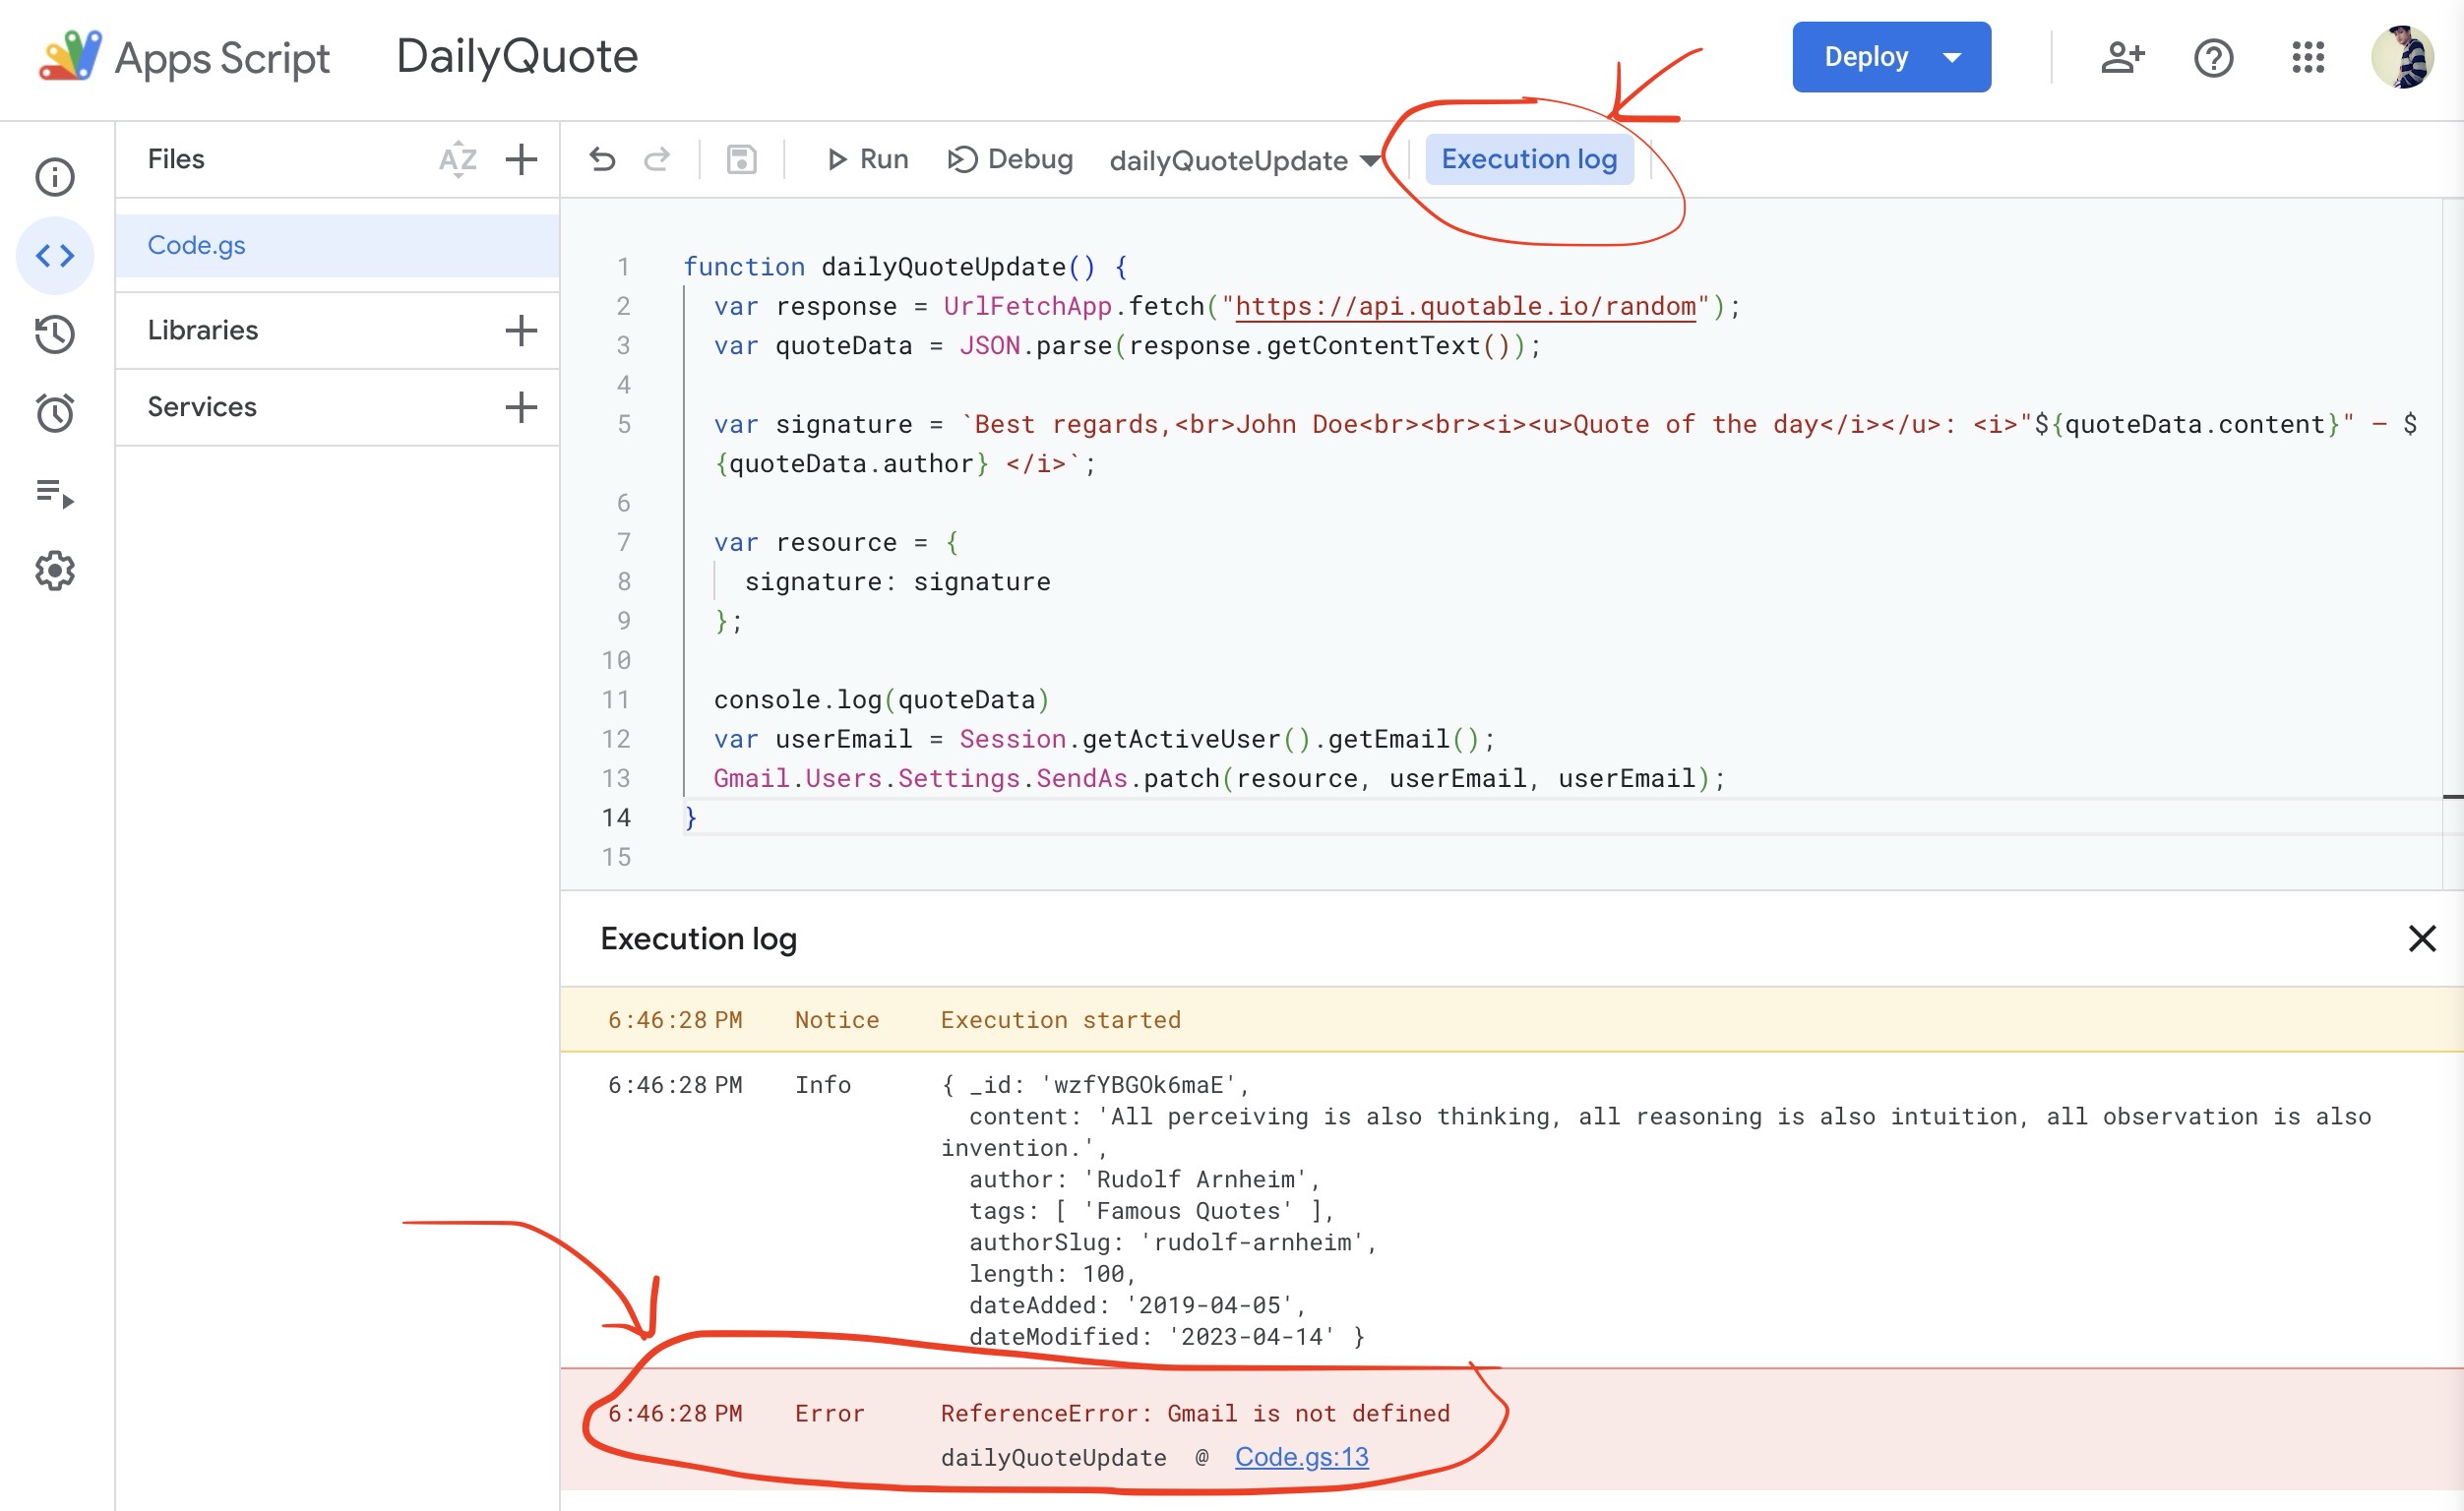 Apps Script
DailyQuote
Deploy
Files
AZ
Code.gs
Libraries
Services
Run
Debug
dailyQuoteUpdate
Execution log
1 function dailyQuoteUpdate() {
2 var response = UrlFetchApp.fetch("https://api.quotable.io/random");
3 var quoteData = JSON.parse(response.getContentText());
4
5 var signature = `Best regards,<br>John Doe<br><br><i><u>Quote of the day</i></u>: <i>"${quoteData.content}" – $
{quoteData.author} </i>`;
6
7 var resource = {
8 signature: signature
9 };
10
11 console.log(quoteData)
12 var userEmail = Session.getActiveUser().getEmail();
13 Gmail.Users.Settings.SendAs.patch(resource, userEmail, userEmail);
14 }
15
Execution log
6:46:28 PM Notice Execution started
6:46:28 PM Info { _id: 'wzfYBGOk6maE',
content: 'All perceiving is also thinking, all reasoning is also intuition, all observation is also
invention.',
author: 'Rudolf Arnheim',
tags: [ 'Famous Quotes' ],
authorSlug: 'rudolf-arnheim',
length: 100,
dateAdded: '2019-04-05',
dateModified: '2023-04-14' }
6:46:28 PM Error ReferenceError: Gmail is not defined
dailyQuoteUpdate @ Code.gs:13